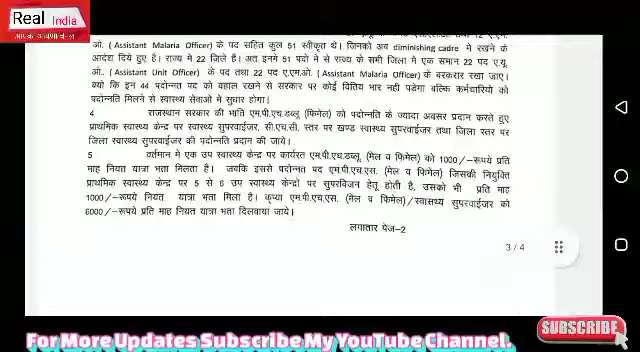 Real India
आपकी आवाज बुलन्द
ओ. ( Assistant Malaria Officer ) के पद सहित कुल 51 स्वीकृत थे। जिनको अब diminishing cadre मे रखने के
आदेश दिये हुए है। राज्य मे 22 जिले है। अत इनमे 51 पदो मे से राज्य के सभी जिला मे एक समान 22 पद ए.यू
ओ.. ( Assistant Unit Officer ) के पद तथा 22 पद ए.एम.ओ. ( Assistant Malaria Officer ) के बरकरार रखा जाए।
क्यो कि इन 44 पदोन्नत पद को बहाल रखने से सरकार पर कोई वितिय भार नही पडेगा बल्कि कर्मचारियो को
पदोन्नति मिलने से स्वास्थ्य सेवाओ मे सुधार होगा।
4 राजस्थान सरकार की भाति एम.पी.एच.डब्लू (फिमेल) को पदोन्नति के ज्यादा अवसर प्रदान करते हुए
प्राथमिक स्वास्थ्य केन्द्र पर स्वास्थ्य सुपरवाईजर, सी.एच.सी. स्तर पर खण्ड स्वास्थ्य सुपरवाईजर तथा जिला स्तर पर
जिला स्वास्थ्य सुपरवाईजर की पदोन्नति प्रदान की जाये।
5 वर्तमान मे एक उप स्वास्थ्य केन्द्र पर कार्यरत एम.पी.एच.डब्लू. (मेल व फिमेल) को 1000/–रूपये प्रति
माह नियत यात्रा भता मिलता है। जबकि इससे पदोन्नत पद एम.पी.एच.एस. (मेल व फिमेल) जिसकी नियुक्ति
प्राथमिक स्वास्थ्य केन्द्र पर 5 से 6 उप स्वास्थ्य केन्द्रो पर सुपरविजन हेतू होती है, उसको भी प्रति माह
1000/–रूपये नियत यात्रा भता मिला है। कृप्या एम.पी.एच.एस. (मेल व फिमेल)/स्वास्थ्य सुपरवाईजर को
6000/–रूपये प्रति माह नियत यात्रा भता दिलवाया जाये।
लगातार पेज–2
3/4
SUBSCRIBE
For More Updates Subscribe My YouTube Channel.